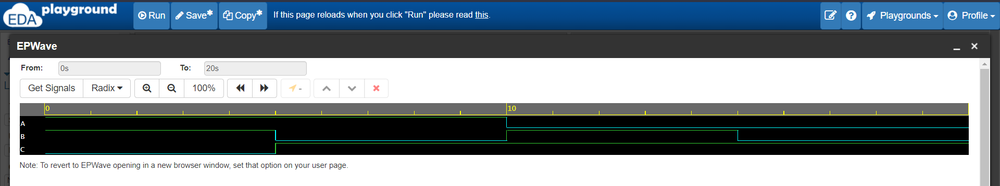 EDA playground
Run Save* Copy* If this page reloads when you click "Run" please read this. Playgrounds Profile
EPWave
From: 0s To: 20s
Get Signals Radix 100% -
0 10
A
B
C
Note: To revert to EPWave opening in a new browser window, set that option on your user page.